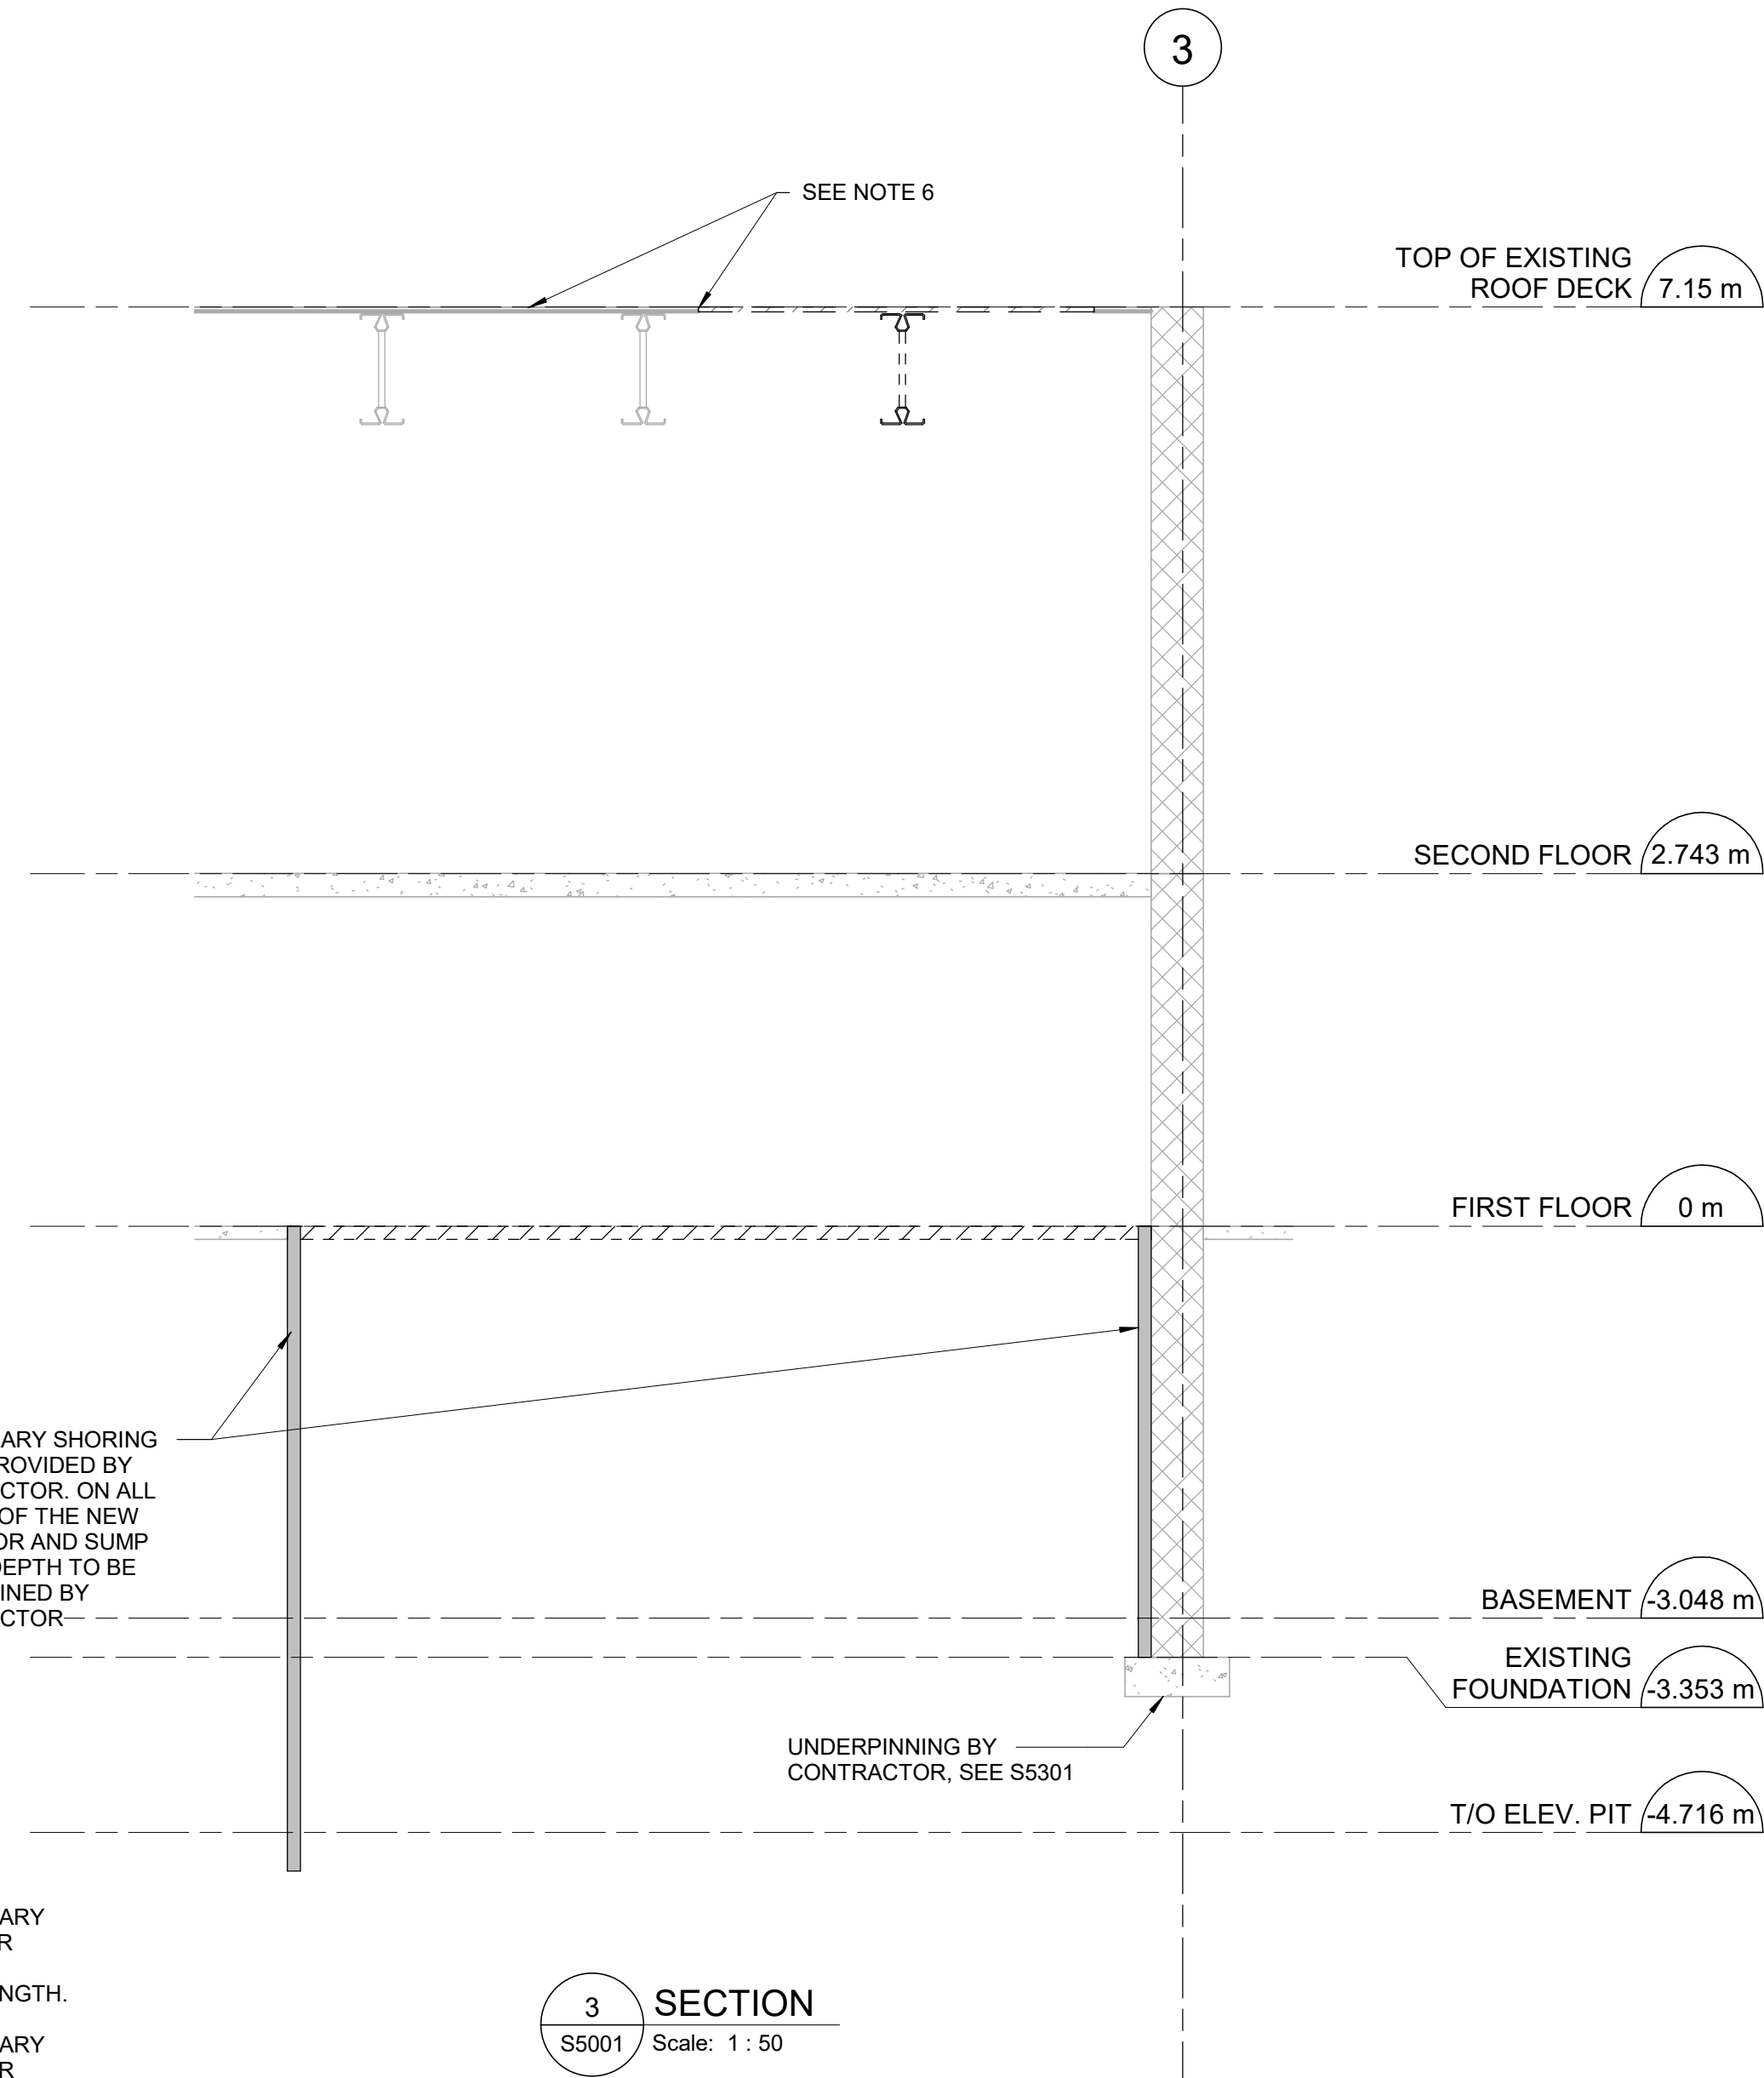 3
SEE NOTE 6
TOP OF EXISTING
ROOF DECK 7.15 m
SECOND FLOOR 2.743 m
FIRST FLOOR 0 m
ARY SHORING
ROVIDED BY
CTOR. ON ALL
OF THE NEW
OR AND SUMP
DEPTH TO BE
INED BY
CTOR
BASEMENT -3.048 m
EXISTING
FOUNDATION -3.353 m
UNDERPINNING BY
CONTRACTOR, SEE S5301
T/O ELEV. PIT -4.716 m
ARY
R
NGTH.
ARY
R
3 SECTION
S5001 Scale: 1 : 50